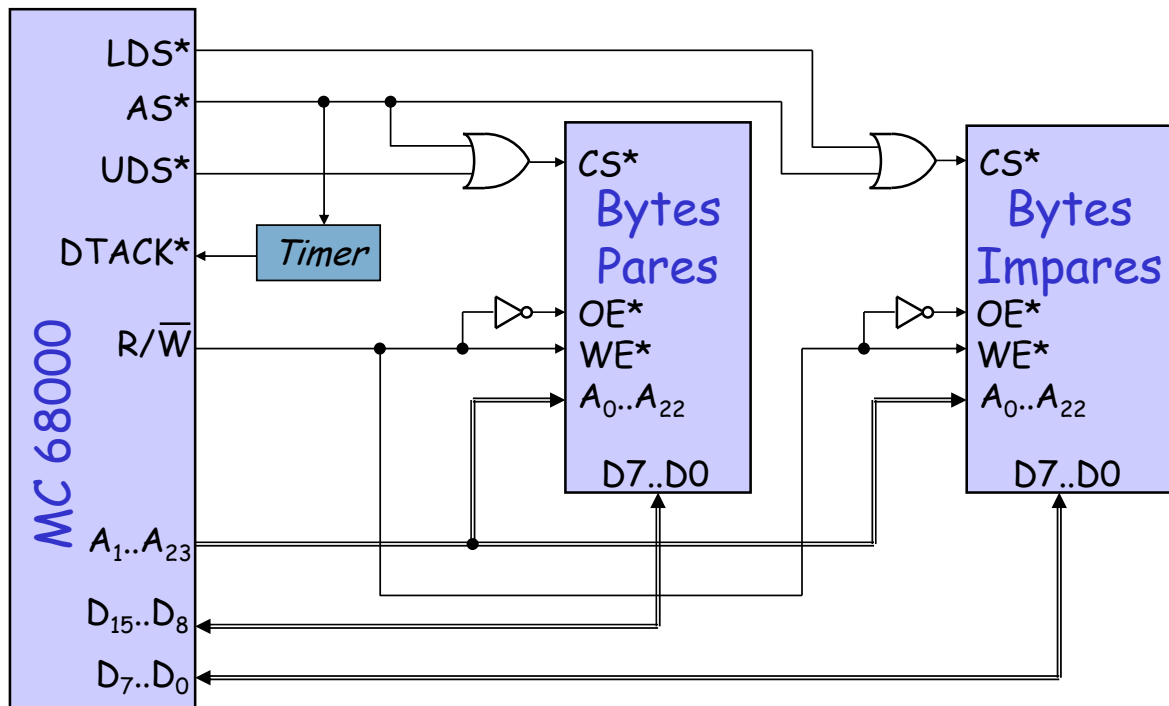 LDS*
AS*
UDS*
DTACK*
R/W̅
MC 68000
A₁..A₂₃
D₁₅..D₈
D₇..D₀
Timer
CS*
Bytes
Pares
OE*
WE*
A₀..A₂₂
D7..D0
CS*
Bytes
Impares
OE*
WE*
A₀..A₂₂
D7..D0